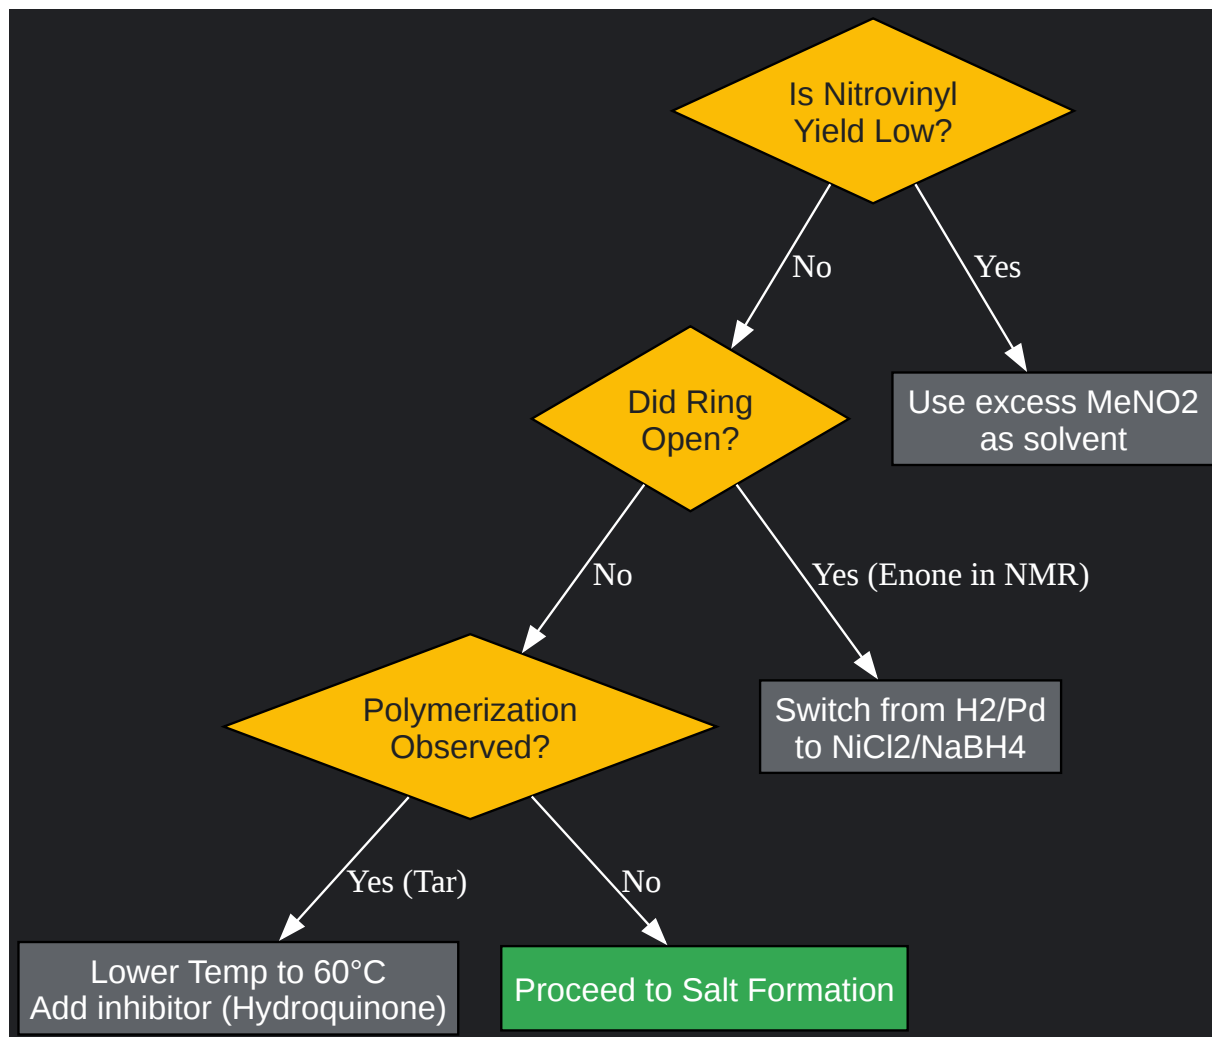 Is Nitrovinyl
Yield Low?
No
Yes
Did Ring
Open?
Use excess MeNO2
as solvent
No
Yes (Enone in NMR)
Polymerization
Observed?
Switch from H2/Pd
to NiCl2/NaBH4
Yes (Tar)
No
Lower Temp to 60°C
Add inhibitor (Hydroquinone)
Proceed to Salt Formation